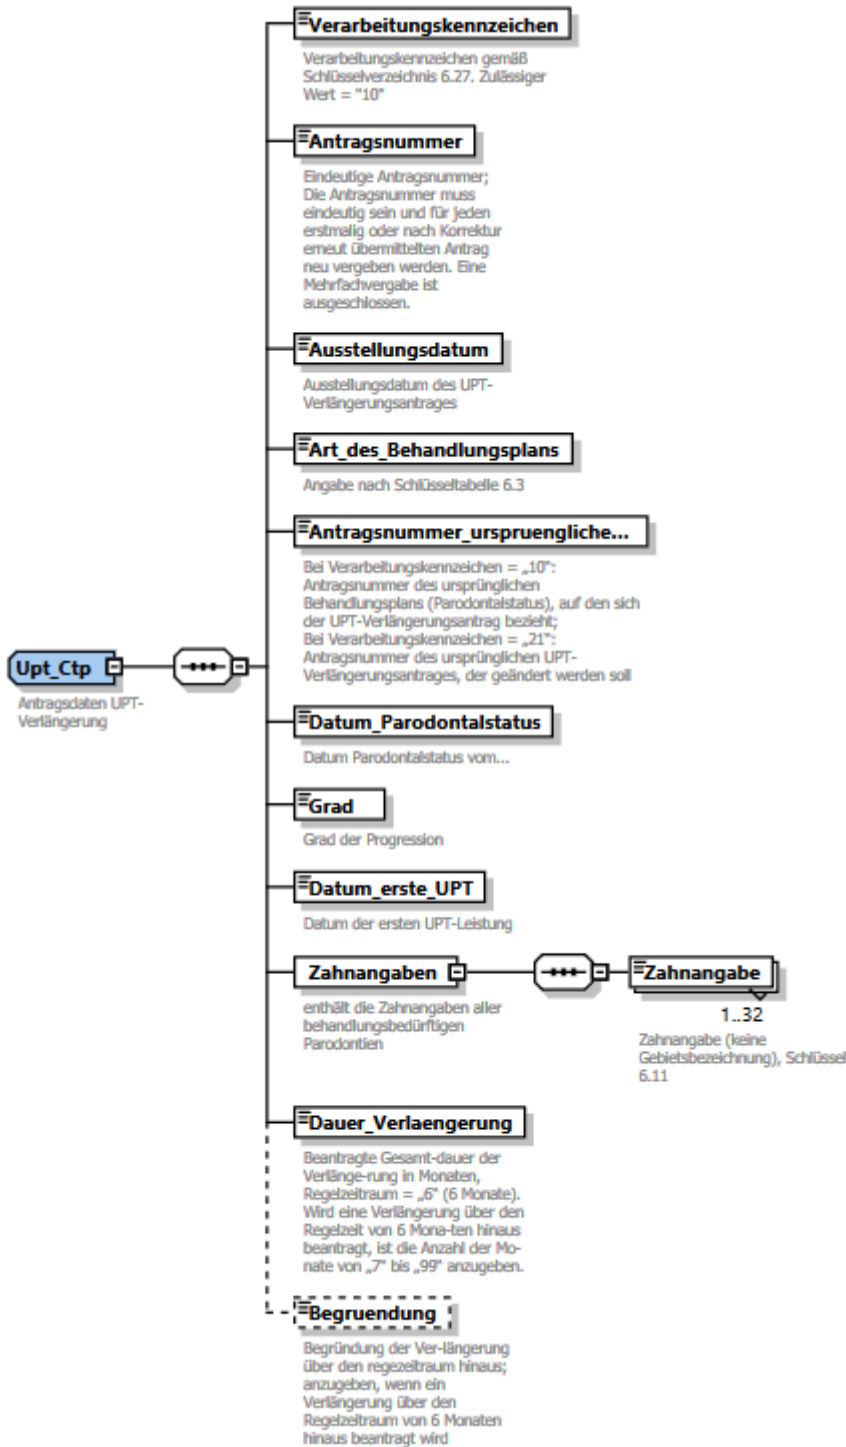 Verarbeitungskennzeichen
Verarbeitungskennzeichen gemäß
Schlüsselverzeichnis 6.27. Zulässiger
Wert = "10"
Antragsnummer
Eindeutige Antragsnummer;
Die Antragsnummer muss
eindeutig sein und für jeden
erstmalig oder nach Korrektur
erneut übermittelten Antrag
neu vergeben werden. Eine
Mehrfachvergabe ist
ausgeschlossen.
Ausstellungsdatum
Ausstellungsdatum des UPT-
Verlängerungsantrages
Art_des_Behandlungsplans
Angabe nach Schlüsseltabelle 6.3
Antragsnummer_urspruengliche...
Bei Verarbeitungskennzeichen = „10":
Antragsnummer des ursprünglichen
Behandlungsplans (Parodontalstatus), auf den sich
der UPT-Verlängerungsantrag bezieht;
Bei Verarbeitungskennzeichen = „21":
Antragsnummer des ursprünglichen UPT-
Verlängerungsantrages, der geändert werden soll
Upt_Ctp
Antragsdaten UPT-
Verlängerung
Datum_Parodontalstatus
Datum Parodontalstatus vom...
Grad
Grad der Progression
Datum_erste_UPT
Datum der ersten UPT-Leistung
Zahnangaben
enthält die Zahnangaben aller
behandlungsbedürftigen
Parodontien
Zahnangabe
1..32
Zahnangabe (keine
Gebietsbezeichnung), Schlüssel
6.11
Dauer_Verlaengerung
Beantragte Gesamt-dauer der
Verlänge-rung in Monaten,
Regelzeitraum = „6" (6 Monate).
Wird eine Verlängerung über den
Regelzeit von 6 Mona-ten hinaus
beantragt, ist die Anzahl der Mo-
nate von „7" bis „99" anzugeben.
Begruendung
Begründung der Ver-längerung
über den regezeitraum hinaus;
anzugeben, wenn ein
Verlängerung über den
Regelzeitraum von 6 Monaten
hinaus beantragt wird